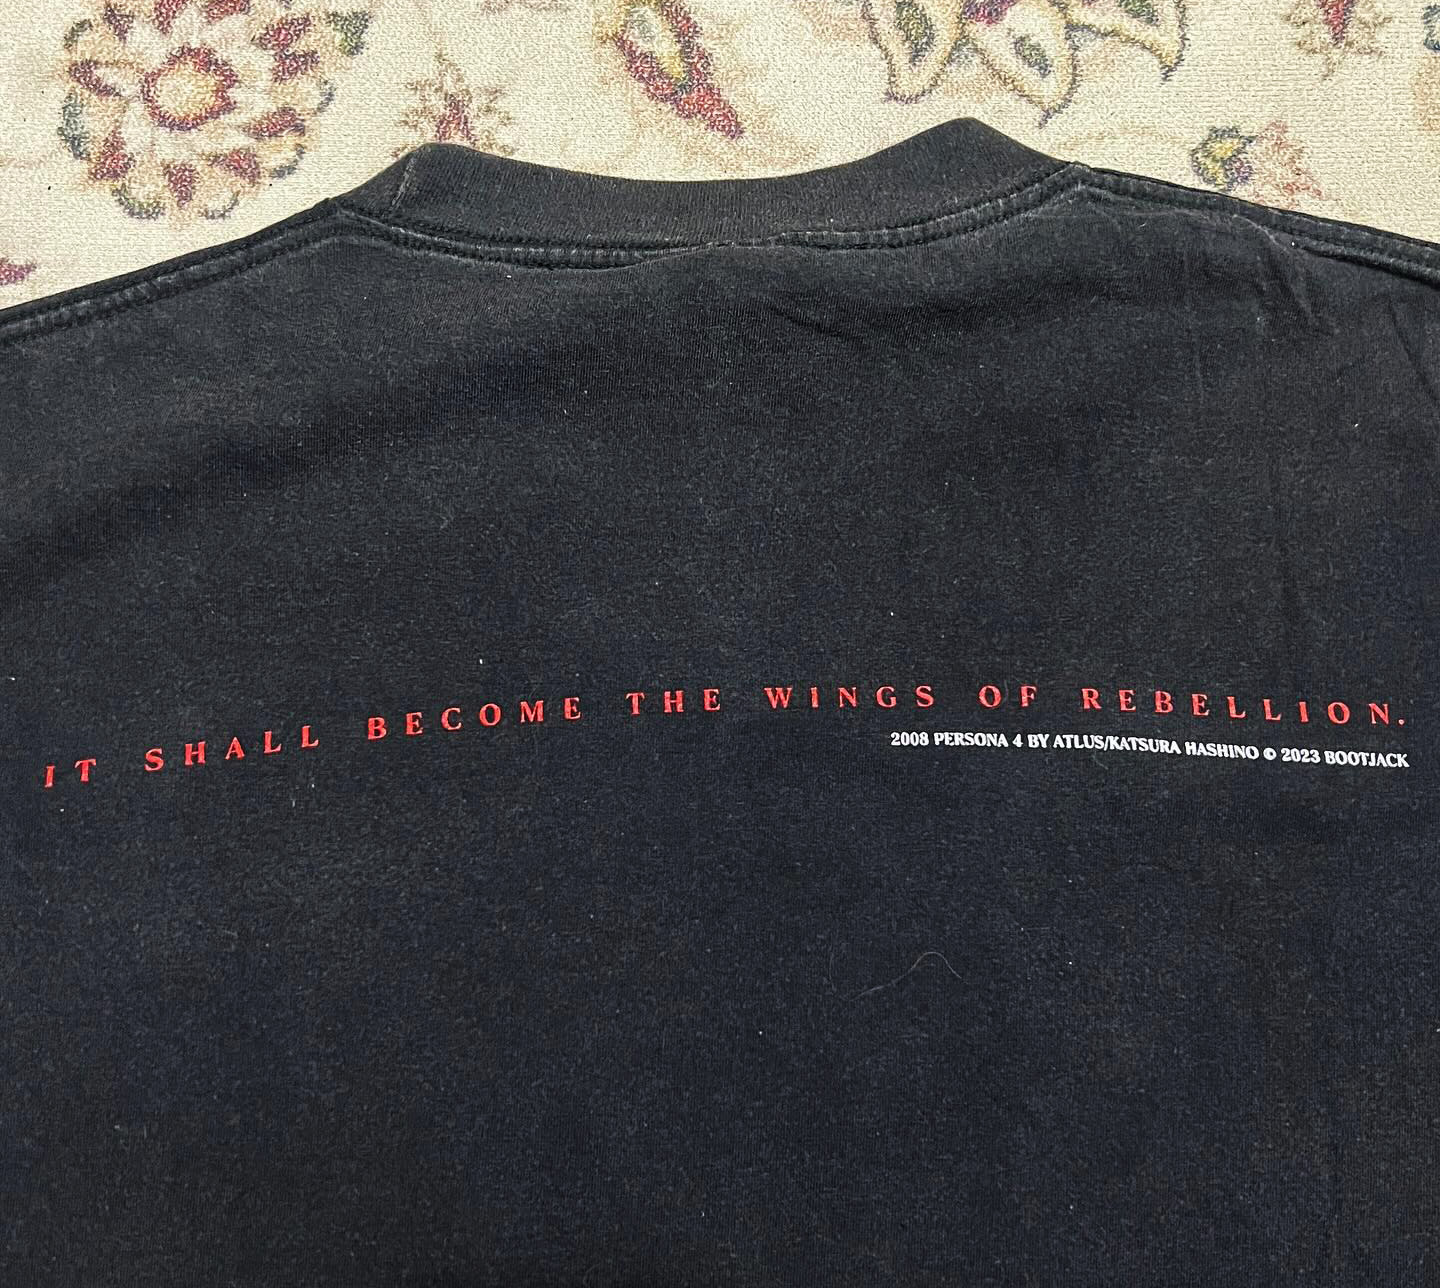 IT SHALL BECOME THE WINGS OF REBELLION.
2008 PERSONA 4 BY ATLUS/KATSURA HASHINO © 2023 BOOTJACK